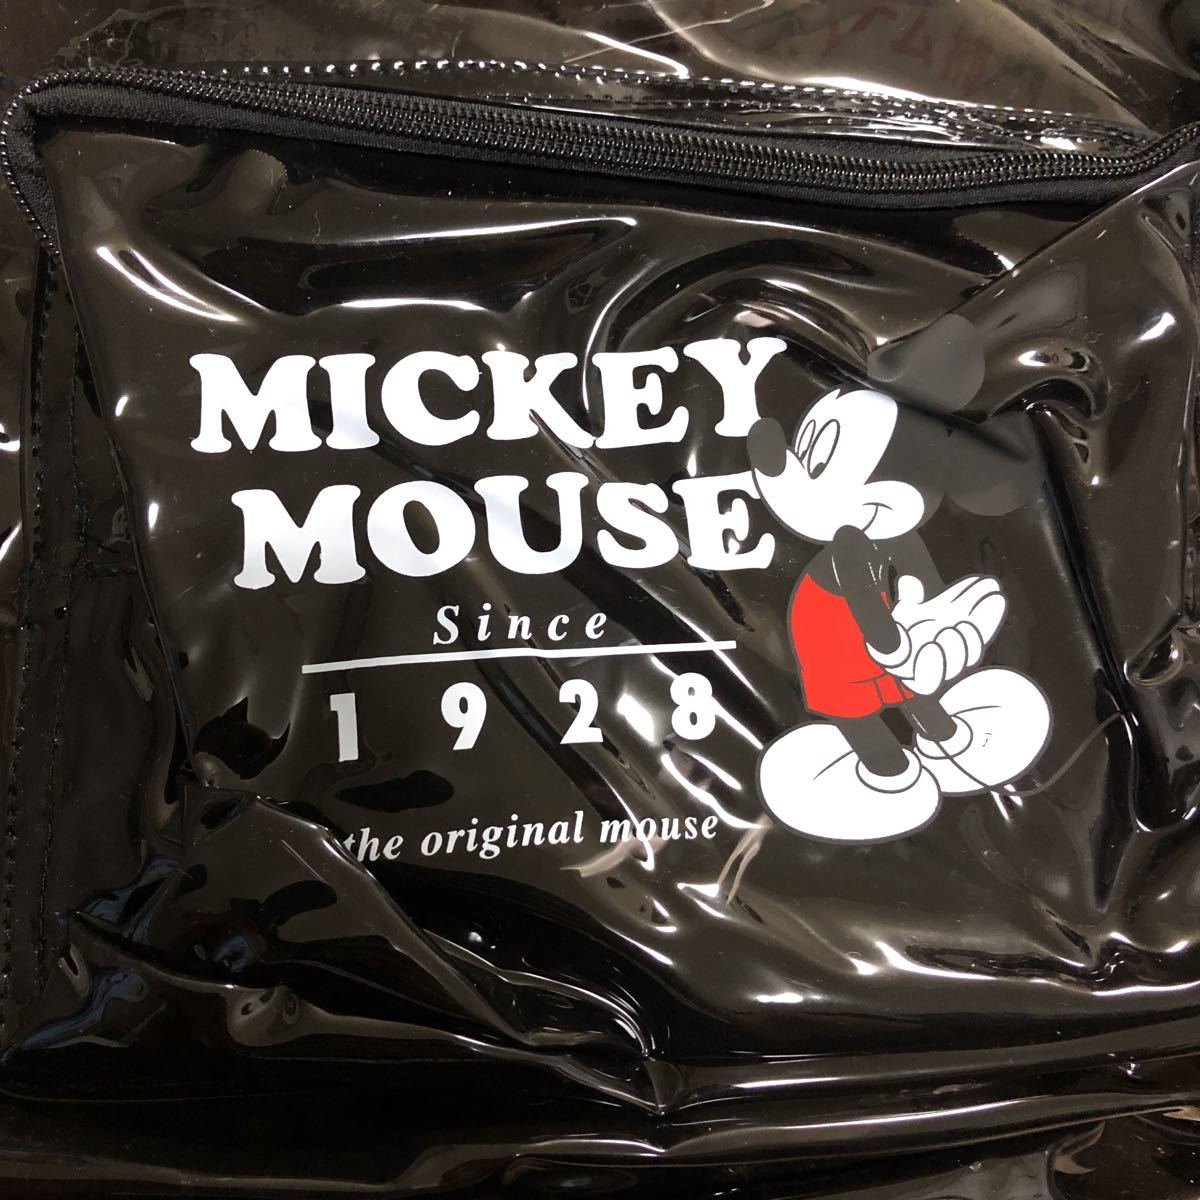 MICKEY
MOUSE
Since
1928
the original mouse